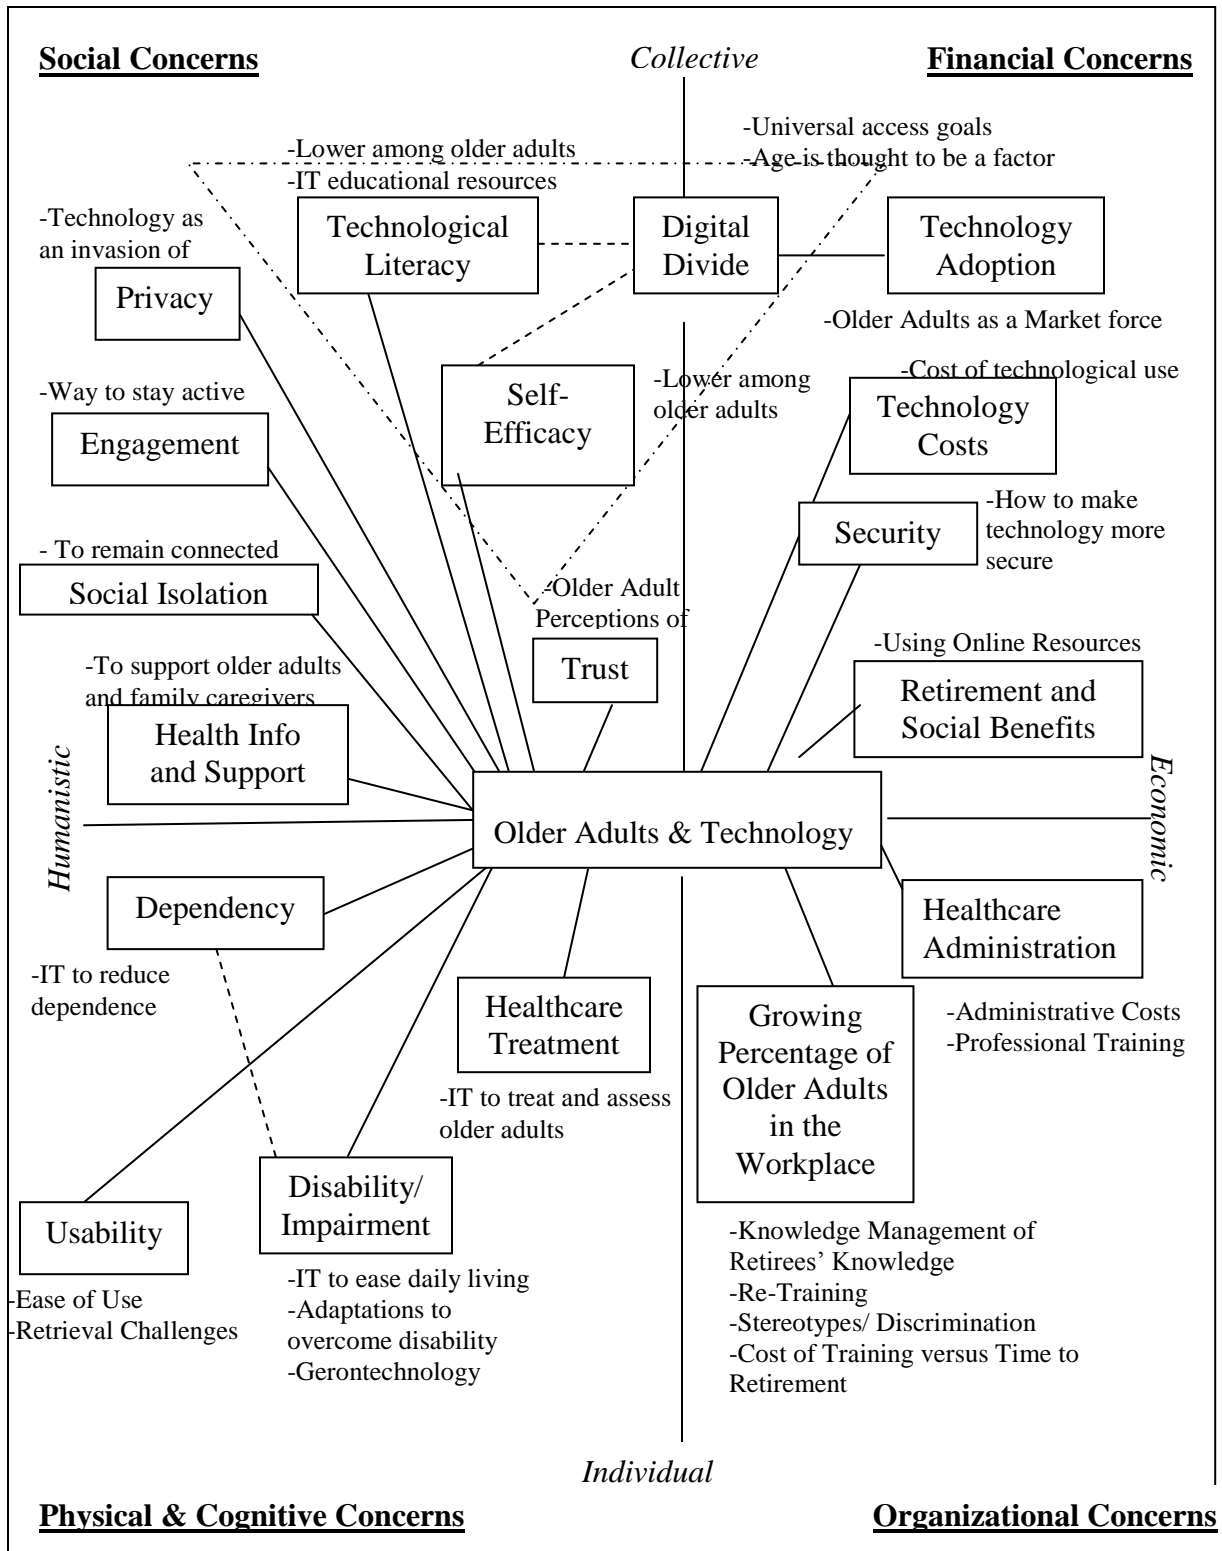 Social Concerns
Collective
Financial Concerns
-Universal access goals
-Age is thought to be a factor
-Lower among older adults
-IT educational resources
Technological
Literacy
Digital
Divide
Technology
Adoption
-Technology as
an invasion of
Privacy
-Older Adults as a Market force
-Way to stay active
Engagement
Self-
Efficacy
-Lower among
older adults
-Cost of technological use
Technology
Costs
-How to make
technology more
secure
Security
- To remain connected
Social Isolation
-Older Adult
Perceptions of
Trust
-Using Online Resources
Retirement and
Social Benefits
-To support older adults
and family caregivers
Health Info
and Support
Humanistic
Older Adults & Technology
Economic
Dependency
-IT to reduce
dependence
Healthcare
Administration
-Administrative Costs
-Professional Training
Healthcare
Treatment
-IT to treat and assess
older adults
Growing
Percentage of
Older Adults
in the
Workplace
-Knowledge Management of
Retirees' Knowledge
-Re-Training
-Stereotypes/ Discrimination
-Cost of Training versus Time to
Retirement
Usability
-Ease of Use
-Retrieval Challenges
Disability/
Impairment
-IT to ease daily living
-Adaptations to
overcome disability
-Gerontechnology
Individual
Physical & Cognitive Concerns
Organizational Concerns